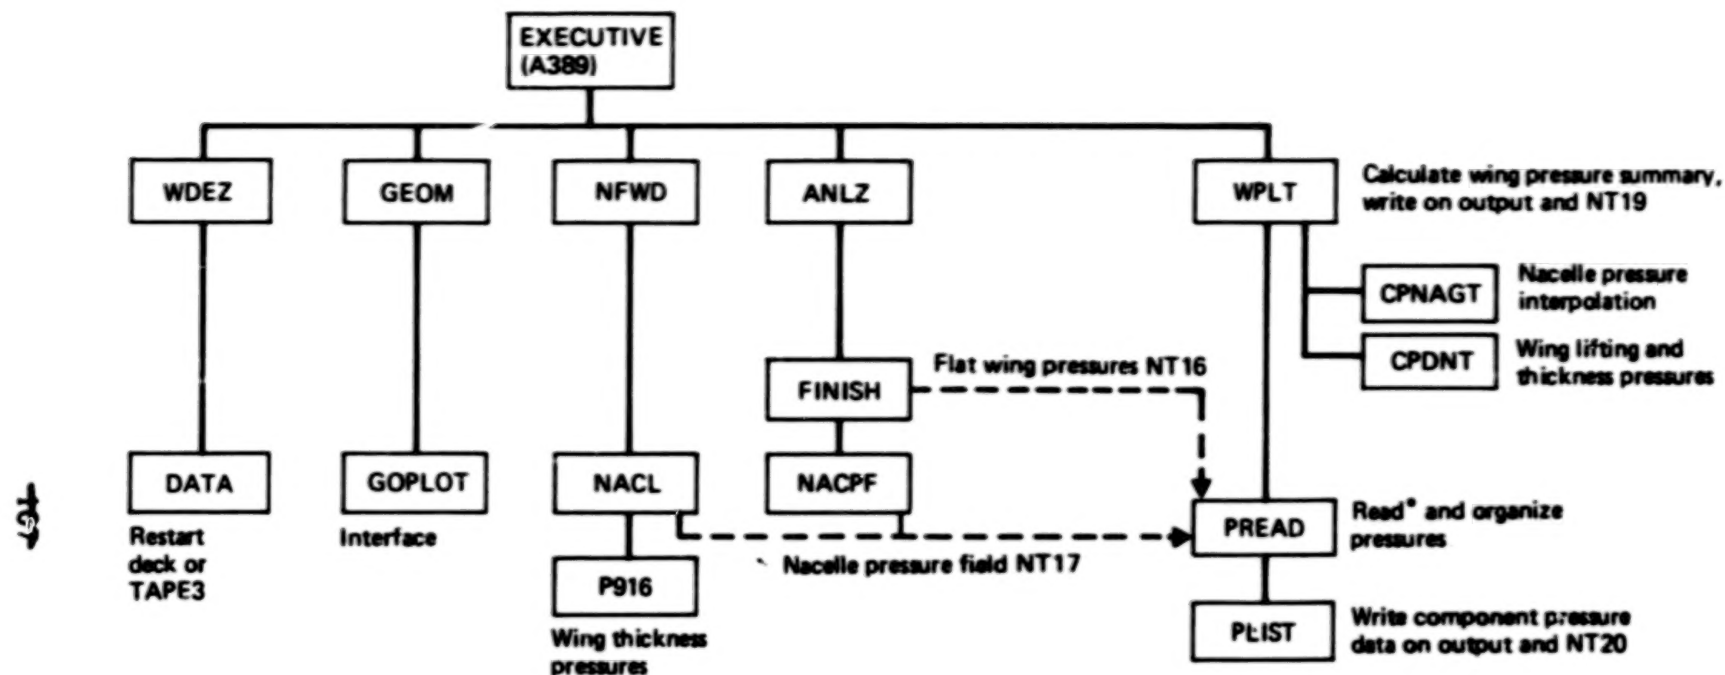 EXECUTIVE
(A389)
WDEZ
GEOM
NFWD
ANLZ
WPLT
Calculate wing pressure summary,
write on output and NT19
CPNAGT
Nacelle pressure
interpolation
CPDNT
Wing lifting and
thickness pressures
FINISH
Flat wing pressures NT16
DATA
Restart
deck or
TAPE3
GOPLOT
Interface
NACL
NACPF
Nacelle pressure field NT17
PREAD
Read* and organize
pressures
P916
Wing thickness
pressures
PLIST
Write component pressure
data on output and NT20